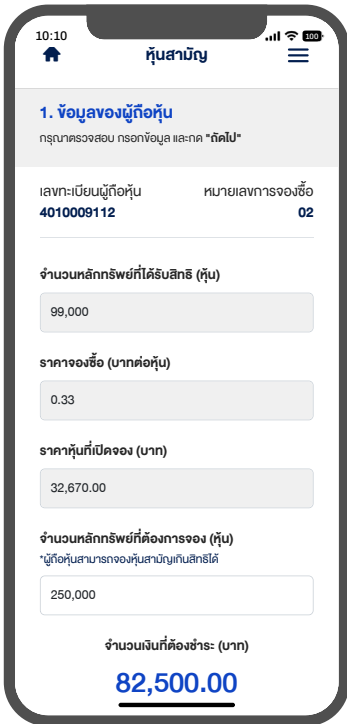 10:10
100
หุ้นสามัญ
1. ข้อมูลของผู้ถือหุ้น
กรุณาตรวจสอบ กรอกข้อมูล และกด "ถัดไป"
เลขทะเบียนผู้ถือหุ้น หมายเลขการจองซื้อ
4010009112 02
จำนวนหลักทรัพย์ที่ได้รับสิทธิ (หุ้น)
99,000
ราคาจองซื้อ (บาทต่อหุ้น)
0.33
ราคาหุ้นที่เปิดจอง (บาท)
32,670.00
จำนวนหลักทรัพย์ที่ต้องการจอง (หุ้น)
*ผู้ถือหุ้นสามารถจองหุ้นสามัญเกินสิทธิได้
250,000
จำนวนเงินที่ต้องชำระ (บาท)
82,500.00